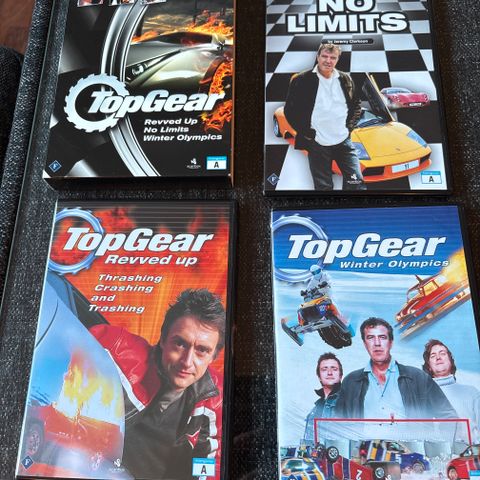 TopGear
Revved Up
No Limits
Winter Olympics
A
NO
LIMITS
by Jeremy Clarkson
A
TopGear
Revved up
Thrashing
Crashing
and
Trashing
A
TopGear
Winter Olympics
A